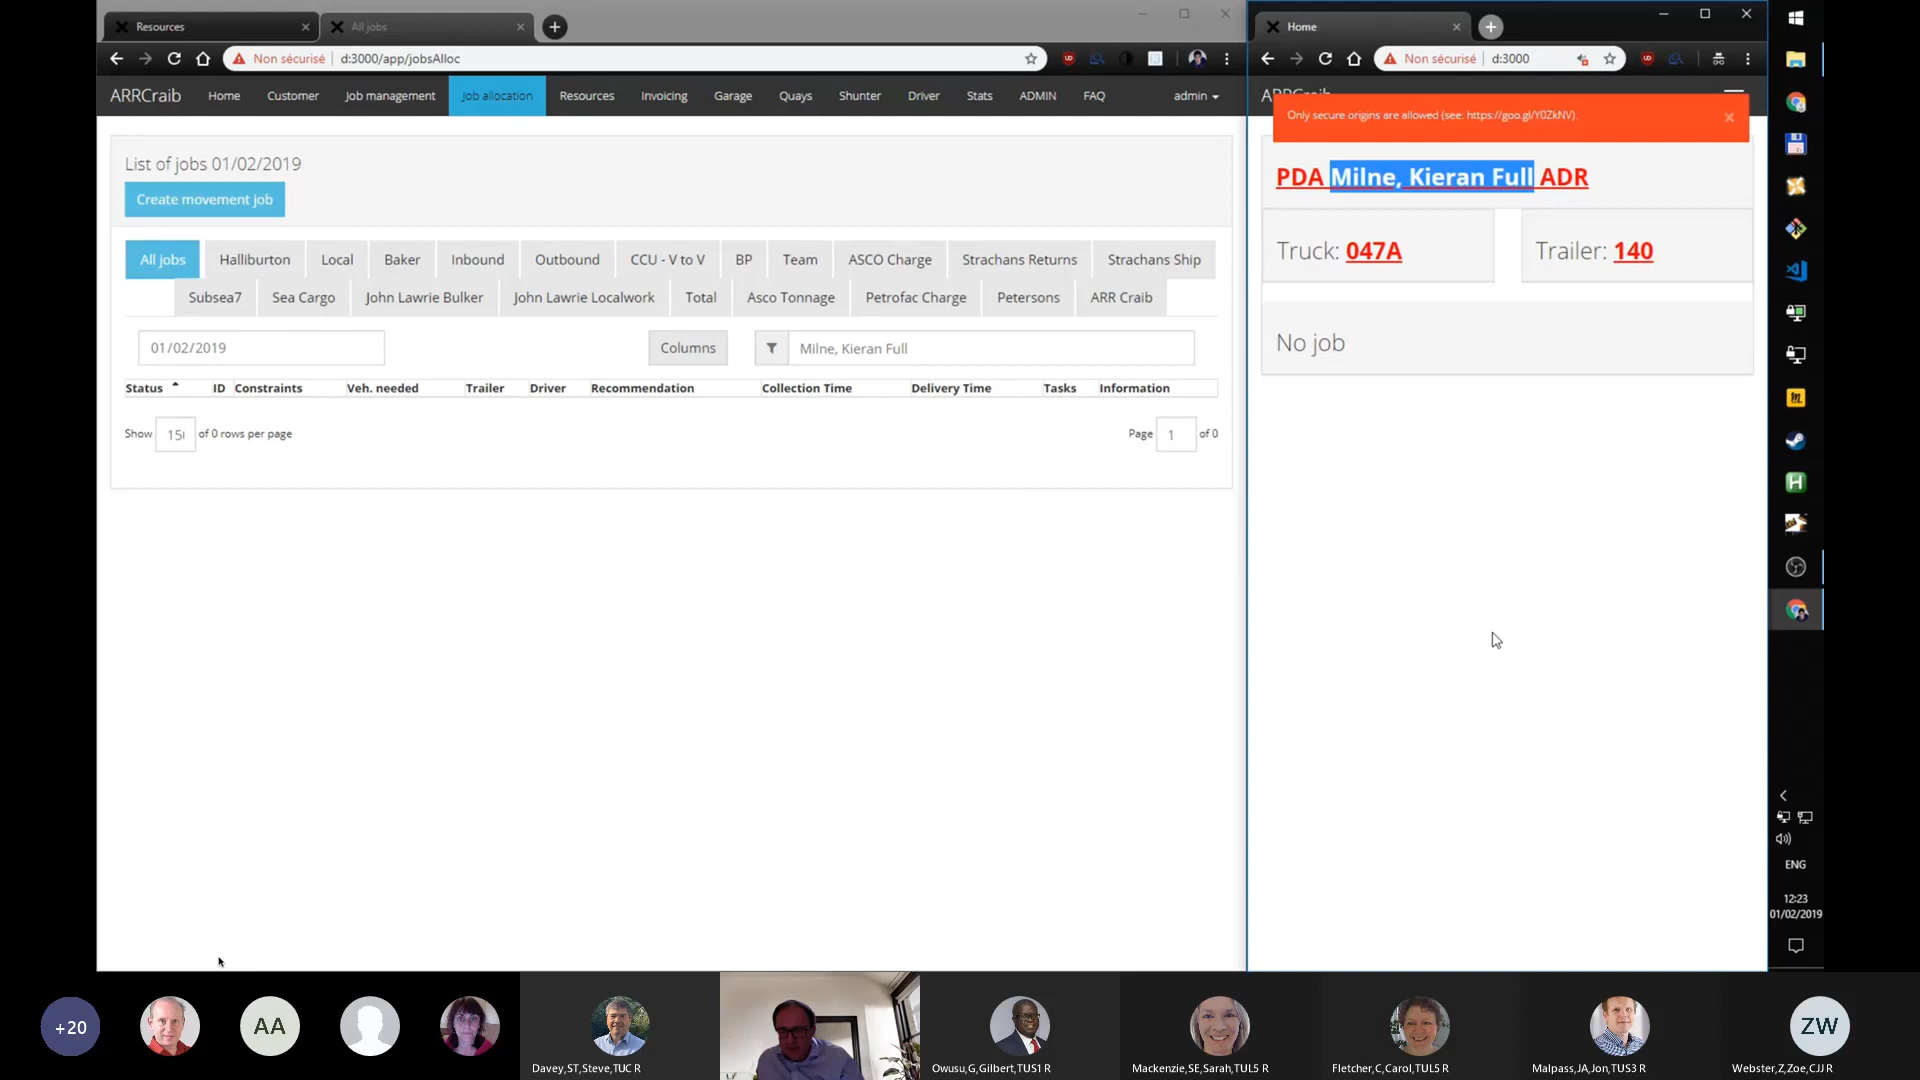 Resources
All jobs
Non sécurisé d:3000/app/jobsAlloc
ARRCraib Home Customer Job management Job allocation Resources Invoicing Garage Quays Shunter Driver Stats ADMIN FAQ admin
List of jobs 01/02/2019
Create movement job
All jobs Halliburton Local Baker Inbound Outbound CCU - V to V BP Team ASCO Charge Strachans Returns Strachans Ship
Subsea7 Sea Cargo John Lawrie Bulker John Lawrie Localwork Total Asco Tonnage Petrofac Charge Petersons ARR Craib
01/02/2019 Columns Milne, Kieran Full
Status ID Constraints Veh. needed Trailer Driver Recommendation Collection Time Delivery Time Tasks Information
Show 15 of 0 rows per page Page 1 of 0
Home
Non sécurisé d:3000
ARRCraib
Only secure origins are allowed (see: https://goo.gl/Y0ZkNV).
PDA Milne, Kieran Full ADR
Truck: 047A Trailer: 140
No job
ENG
12:23
01/02/2019
+20
AA
Davey,ST,Steve,TUC R
Owusu,G,Gilbert,TUS1 R
Mackenzie,SE,Sarah,TUL5 R
Fletcher,C,Carol,TUL5 R
Malpass,JA,Jon,TUS3 R
ZW
Webster,Z,Zoe,CJJ R